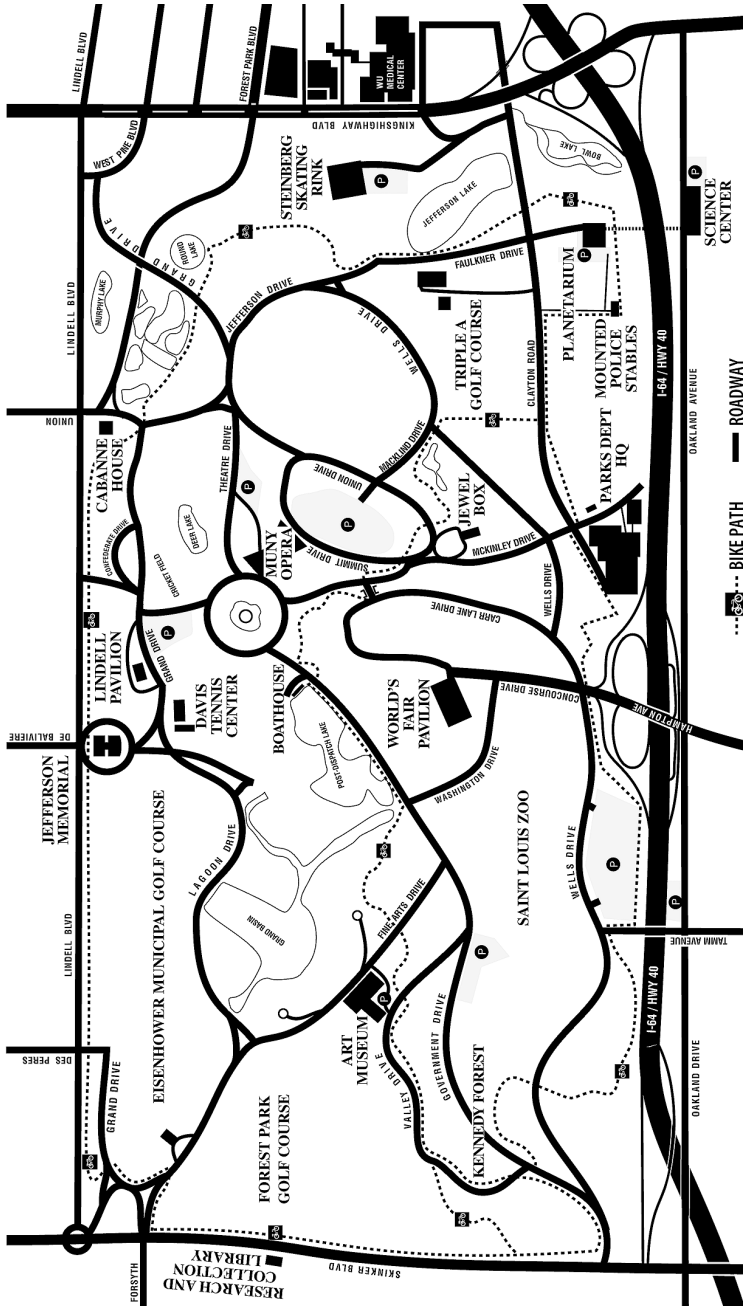 LINDELL BLVD
FOREST PARK BLVD
WEST PINE BLVD
WU
MEDICAL
CENTER
KINGSHIGHWAY BLVD
STEINBERG
SKATING
RINK
P
BOWL LAKE
JEFFERSON LAKE
P
SCIENCE
CENTER
GRAND DRIVE
ROUND
LAKE
MURPHY LAKE
LINDELL BLVD
JEFFERSON DRIVE
FAULKNER DRIVE
P
PLANETARIUM
WELLS DRIVE
TRIPLE A
GOLF COURSE
MOUNTED
POLICE
STABLES
I-64 / HWY 40
OAKLAND AVENUE
CLAYTON ROAD
UNION
CABANNE
HOUSE
THEATRE DRIVE
UNION DRIVE
MACKLIND DRIVE
PARKS DEPT
HQ
P
P
JEWEL
BOX
CONFEDERATE DRIVE
CRICKET FIELD
DEER LAKE
MUNY
OPERA
SUMMIT DRIVE
MCKINLEY DRIVE
WELLS DRIVE
CARR LANE DRIVE
LINDELL
PAVILION
GRAND DRIVE
P
DAVIS
TENNIS
CENTER
BOATHOUSE
WORLD'S
FAIR
PAVILION
CONCOURSE DRIVE
HAMPTON AVE
DE BALIVIERE
JEFFERSON
MEMORIAL
POST-DISPATCH LAKE
WASHINGTON DRIVE
EISENHOWER MUNICIPAL GOLF COURSE
LAGOON DRIVE
GRAND BASIN
FINE ARTS DRIVE
SAINT LOUIS ZOO
WELLS DRIVE
P
P
LINDELL BLVD
P
TAMM AVENUE
I-64 / HWY 40
ART
MUSEUM
P
VALLEY DRIVE
GOVERNMENT DRIVE
KENNEDY FOREST
OAKLAND DRIVE
DES PERES
GRAND DRIVE
FOREST PARK
GOLF COURSE
FORSYTH
RESEARCH AND
COLLECTION
LIBRARY
SKINKER BLVD
BIKE PATH
ROADWAY